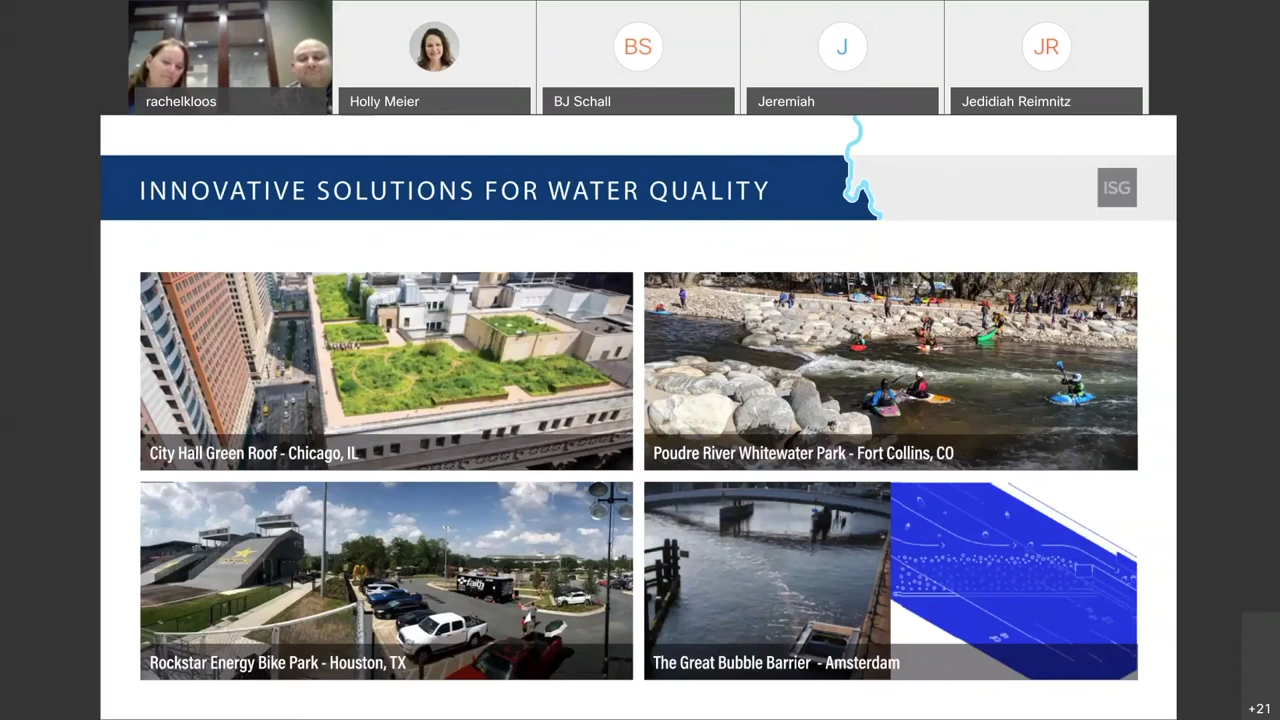 rachelkloos
Holly Meier
BS
BJ Schall
J
Jeremiah
JR
Jedidiah Reimnitz
INNOVATIVE SOLUTIONS FOR WATER QUALITY
ISG
City Hall Green Roof - Chicago, IL
Poudre River Whitewater Park - Fort Collins, CO
faith
Rockstar Energy Bike Park - Houston, TX
The Great Bubble Barrier - Amsterdam
+21